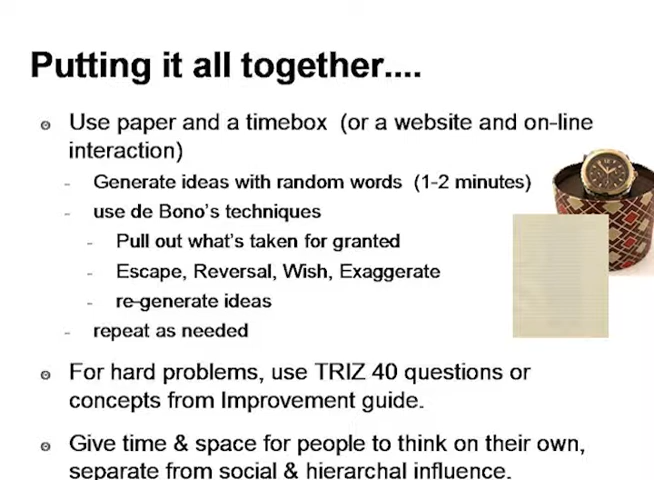 Putting it all together....
Use paper and a timebox (or a website and on-line
interaction)
- Generate ideas with random words (1-2 minutes)
- use de Bono's techniques
- Pull out what's taken for granted
- Escape, Reversal, Wish, Exaggerate
- re-generate ideas
- repeat as needed
For hard problems, use TRIZ 40 questions or
concepts from Improvement guide.
Give time & space for people to think on their own,
separate from social & hierarchal influence.